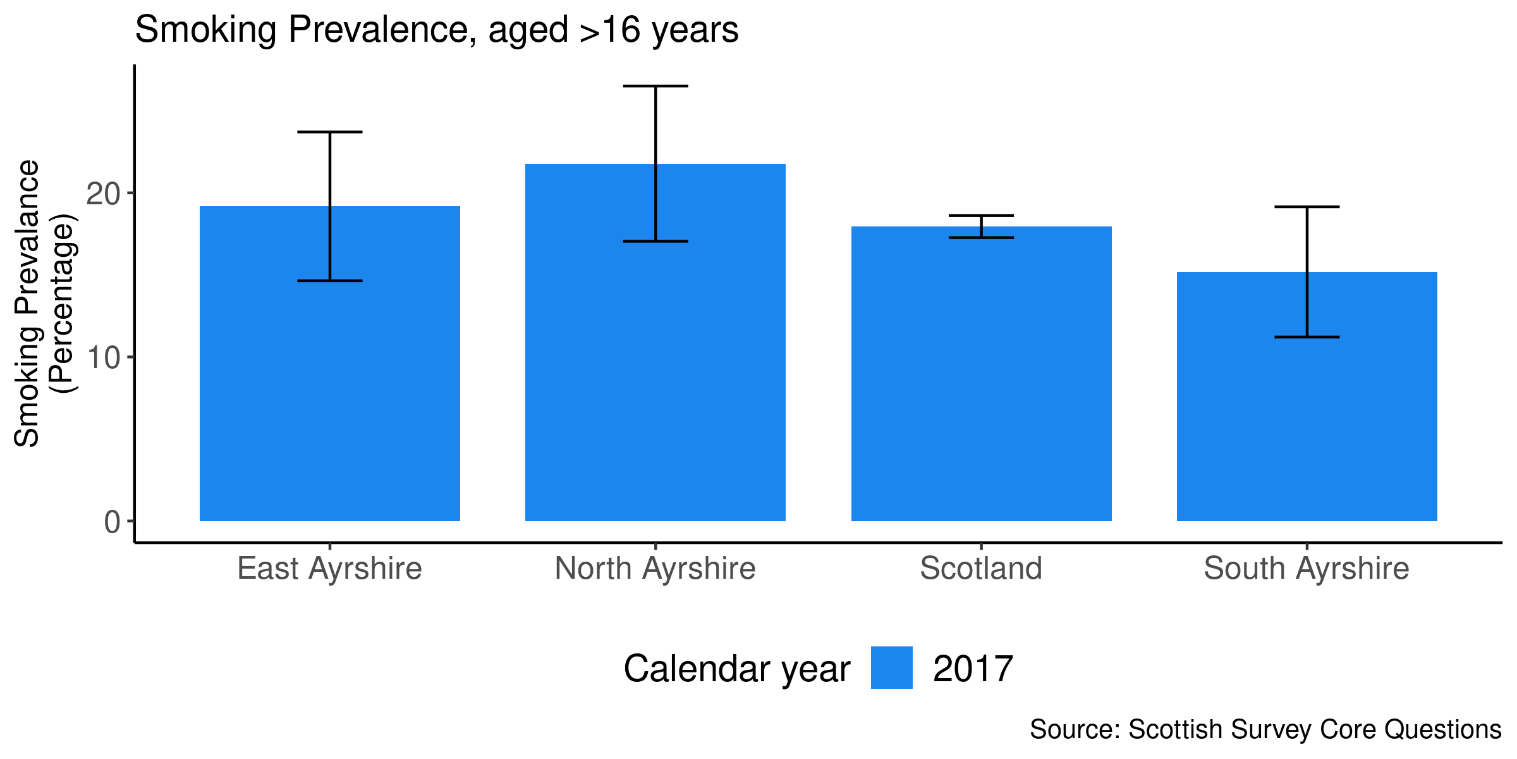 Smoking Prevalence, aged >16 years
Smoking Prevalance
(Percentage)
20
10
0
East Ayrshire
North Ayrshire
Scotland
South Ayrshire
Calendar year
2017
Source: Scottish Survey Core Questions